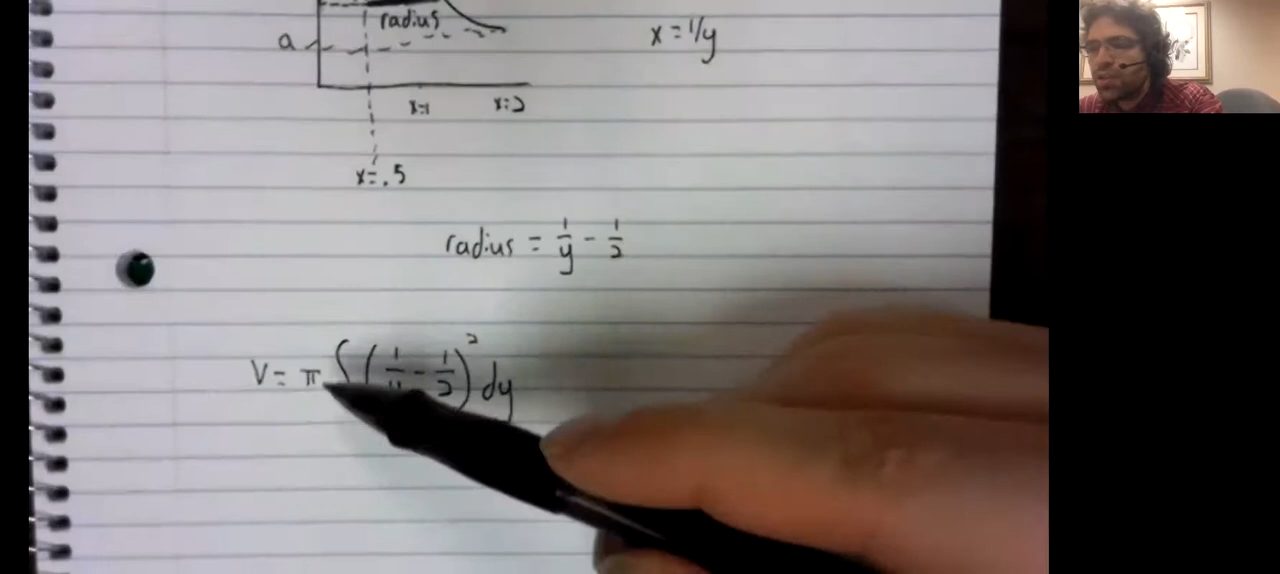 radius
a
x = 1/y
x=1 x=2
x=.5
radius = 1/y - 1/2
V = π ∫ (1/y - 1/2)² dy